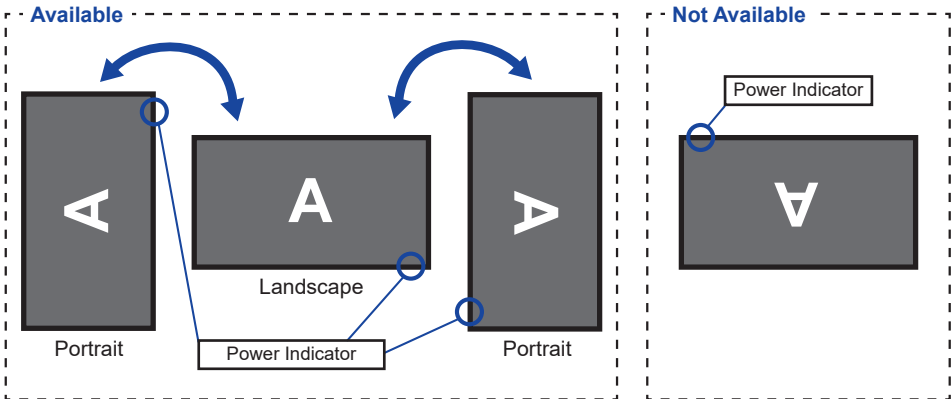 Available
Not Available
Power Indicator
A
A
A
A
Landscape
Power Indicator
Portrait
Portrait